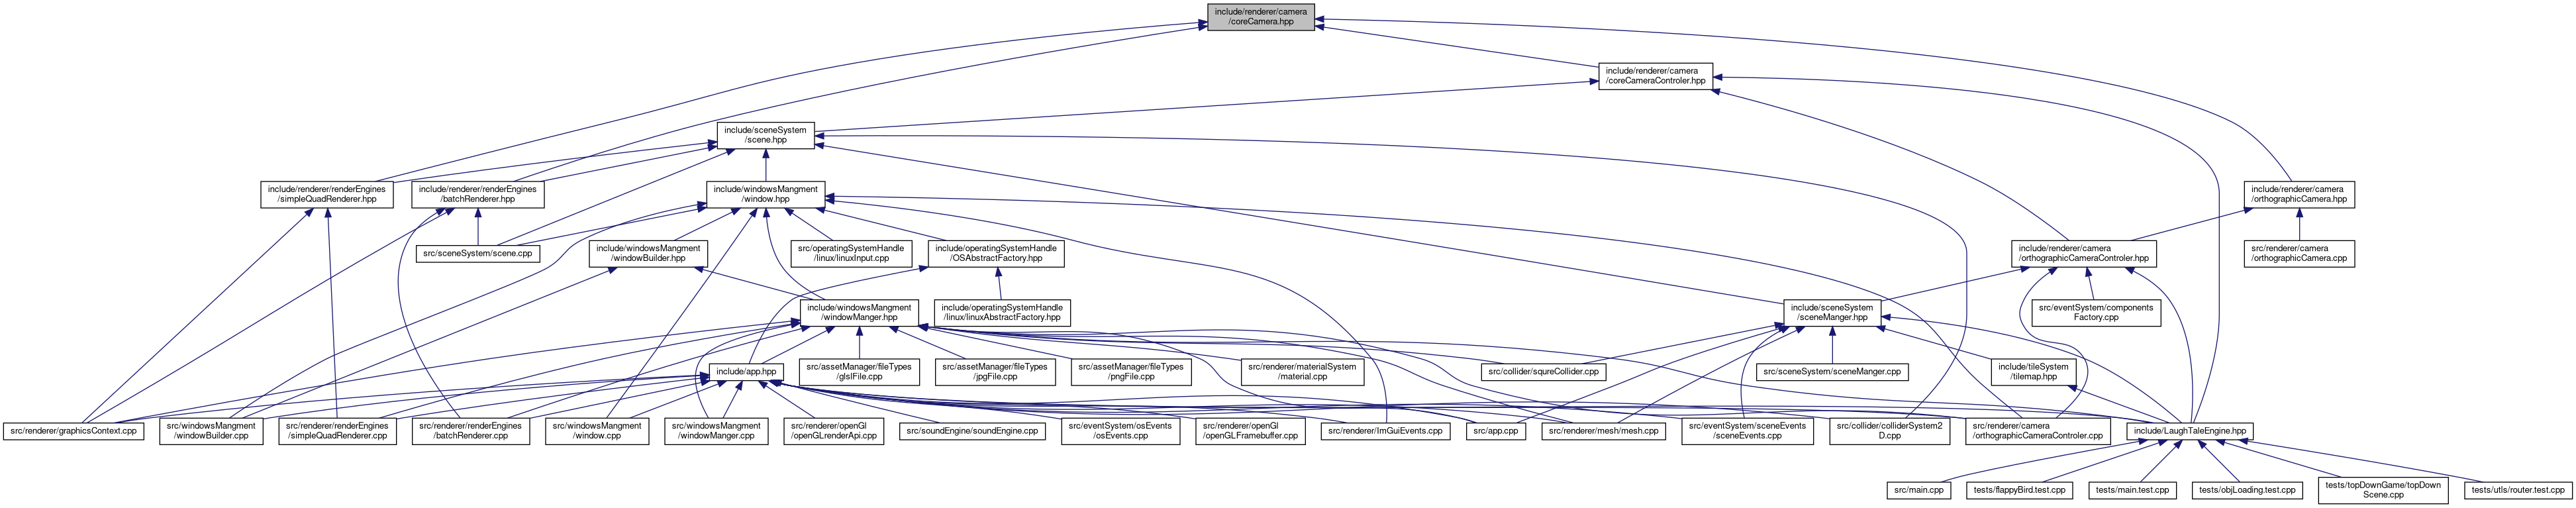 include/renderer/camera
/coreCamera.hpp
include/renderer/camera
/coreCameraControler.hpp
include/sceneSystem
/scene.hpp
include/renderer/renderEngines
/simpleQuadRenderer.hpp
include/renderer/renderEngines
/batchRenderer.hpp
include/windowsMangment
/window.hpp
include/renderer/camera
/orthographicCamera.hpp
src/sceneSystem/scene.cpp
include/windowsMangment
/windowBuilder.hpp
src/operatingSystemHandle
/linux/linuxInput.cpp
include/operatingSystemHandle
/OSAbstractFactory.hpp
include/renderer/camera
/orthographicCameraControler.hpp
src/renderer/camera
/orthographicCamera.cpp
include/windowsMangment
/windowManger.hpp
include/operatingSystemHandle
/linux/linuxAbstractFactory.hpp
include/sceneSystem
/sceneManger.hpp
src/eventSystem/components
Factory.cpp
include/app.hpp
src/assetManager/fileTypes
/glslFile.cpp
src/assetManager/fileTypes
/jpgFile.cpp
src/assetManager/fileTypes
/pngFile.cpp
src/renderer/materialSystem
/material.cpp
src/collider/squreCollider.cpp
src/sceneSystem/sceneManger.cpp
include/tileSystem
/tilemap.hpp
src/renderer/graphicsContext.cpp
src/windowsMangment
/windowBuilder.cpp
src/renderer/renderEngines
/simpleQuadRenderer.cpp
src/renderer/renderEngines
/batchRenderer.cpp
src/windowsMangment
/window.cpp
src/windowsMangment
/windowManger.cpp
src/renderer/openGl
/openGLrenderApi.cpp
src/soundEngine/soundEngine.cpp
src/eventSystem/osEvents
/osEvents.cpp
src/renderer/openGl
/openGLFramebuffer.cpp
src/renderer/ImGuiEvents.cpp
src/app.cpp
src/renderer/mesh/mesh.cpp
src/eventSystem/sceneEvents
/sceneEvents.cpp
src/collider/colliderSystem2
D.cpp
src/renderer/camera
/orthographicCameraControler.cpp
include/LaughTaleEngine.hpp
src/main.cpp
tests/flappyBird.test.cpp
tests/main.test.cpp
tests/objLoading.test.cpp
tests/topDownGame/topDown
Scene.cpp
tests/utls/router.test.cpp